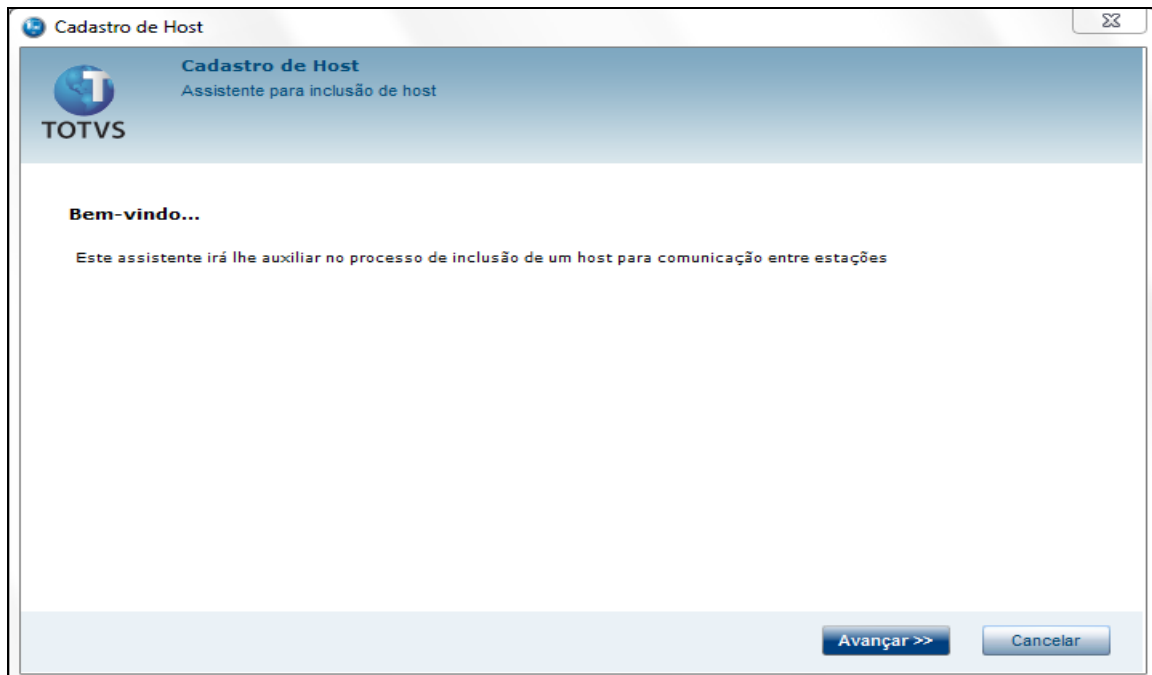 Cadastro de Host
Cadastro de Host
Assistente para inclusão de host
TOTVS
Bem-vindo...
Este assistente irá lhe auxiliar no processo de inclusão de um host para comunicação entre estações
Avançar >>
Cancelar